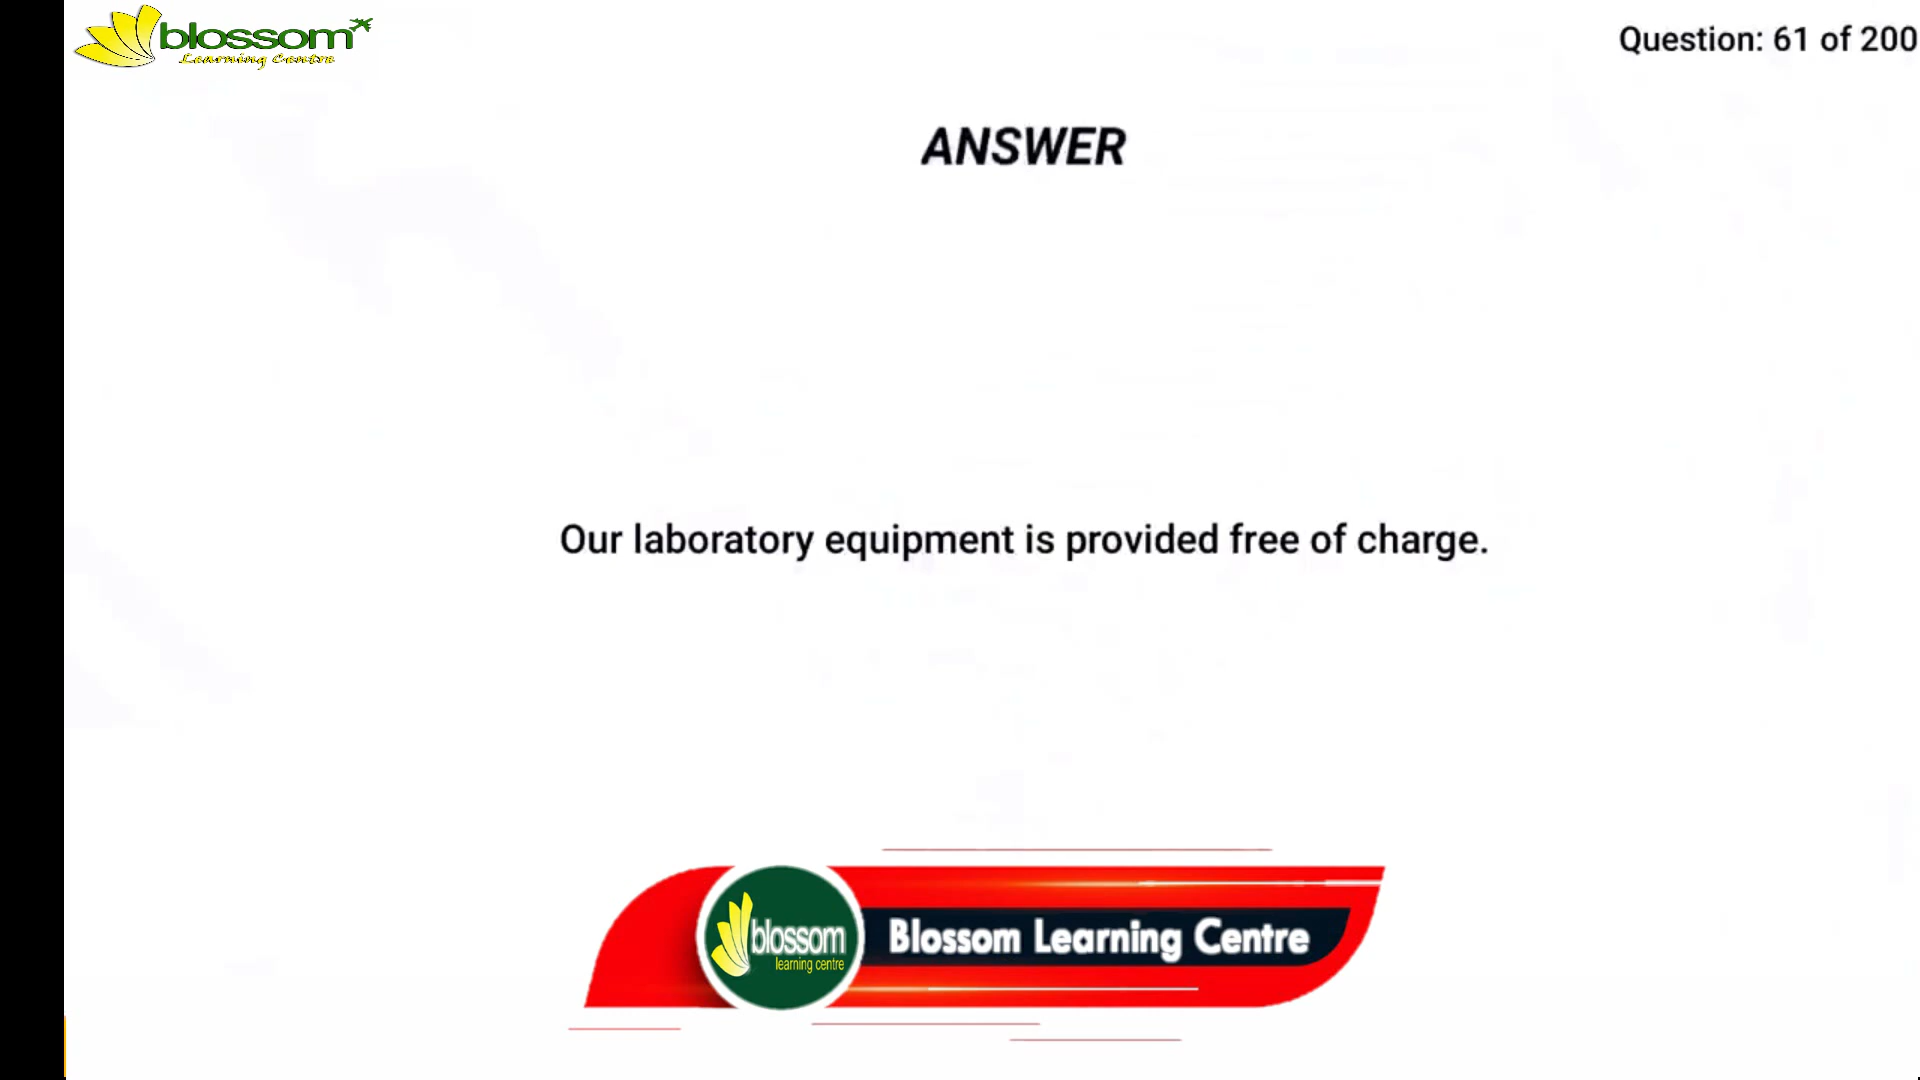 blossom
Learning Centre
Question: 61 of 200
ANSWER
Our laboratory equipment is provided free of charge.
blossom
learning centre
Blossom Learning Centre